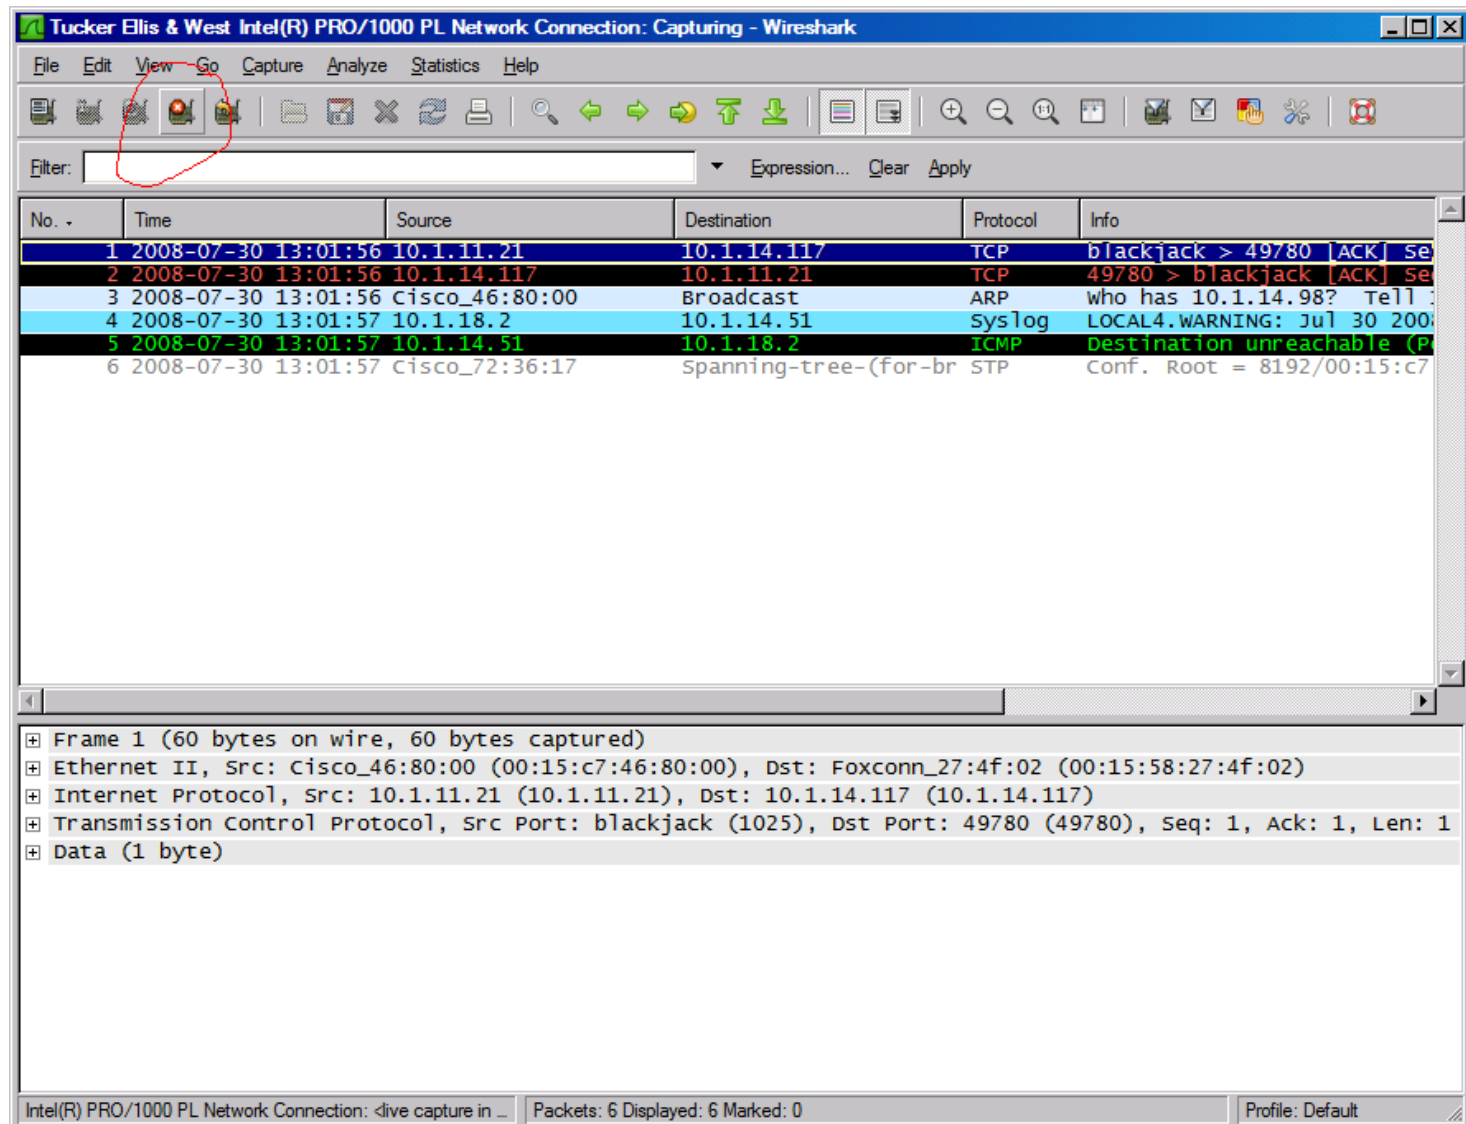 Tucker Ellis & West Intel(R) PRO/1000 PL Network Connection: Capturing - Wireshark
File Edit View Go Capture Analyze Statistics Help
Filter: Expression... Clear Apply
No. Time Source Destination Protocol Info
1 2008-07-30 13:01:56 10.1.11.21 10.1.14.117 TCP blackjack > 49780 [ACK] Se
2 2008-07-30 13:01:56 10.1.14.117 10.1.11.21 TCP 49780 > blackjack [ACK] Se
3 2008-07-30 13:01:56 Cisco_46:80:00 Broadcast ARP who has 10.1.14.98? Tell
4 2008-07-30 13:01:57 10.1.18.2 10.1.14.51 Syslog LOCAL4.WARNING: Jul 30 200
5 2008-07-30 13:01:57 10.1.14.51 10.1.18.2 ICMP Destination unreachable (P
6 2008-07-30 13:01:57 Cisco_72:36:17 Spanning-tree-(for-br STP Conf. Root = 8192/00:15:c7
Frame 1 (60 bytes on wire, 60 bytes captured)
Ethernet II, Src: Cisco_46:80:00 (00:15:c7:46:80:00), Dst: Foxconn_27:4f:02 (00:15:58:27:4f:02)
Internet Protocol, Src: 10.1.11.21 (10.1.11.21), Dst: 10.1.14.117 (10.1.14.117)
Transmission Control Protocol, Src Port: blackjack (1025), Dst Port: 49780 (49780), Seq: 1, Ack: 1, Len: 1
Data (1 byte)
Intel(R) PRO/1000 PL Network Connection: <live capture in ... Packets: 6 Displayed: 6 Marked: 0 Profile: Default